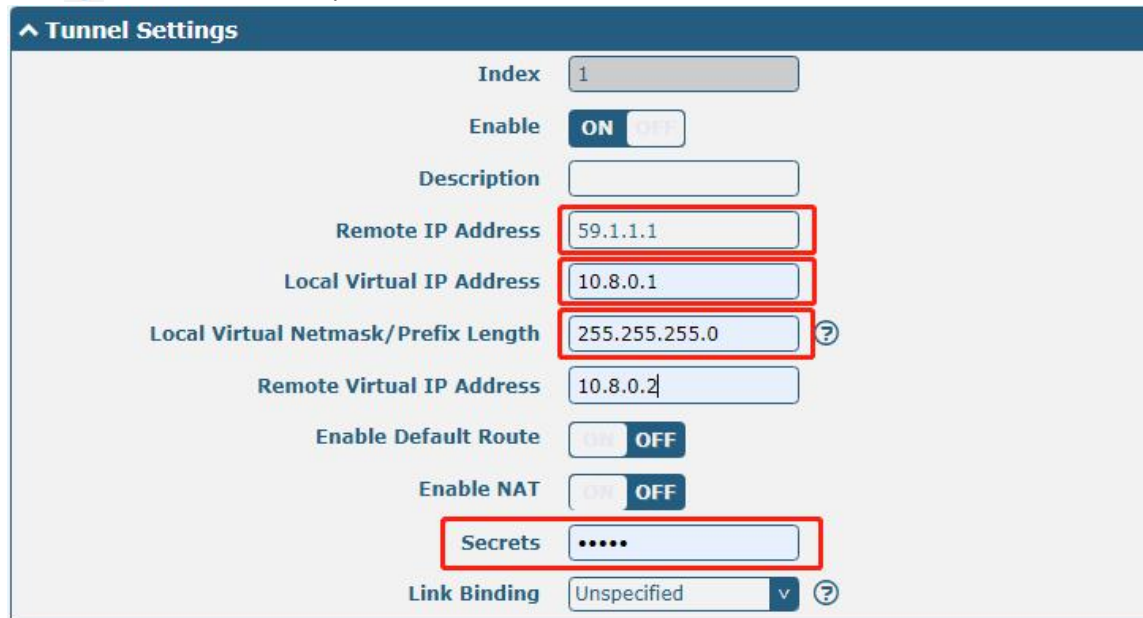 Tunnel Settings
Index 1
Enable ON OFF
Description
Remote IP Address 59.1.1.1
Local Virtual IP Address 10.8.0.1
Local Virtual Netmask/Prefix Length 255.255.255.0 ?
Remote Virtual IP Address 10.8.0.2
Enable Default Route ON OFF
Enable NAT ON OFF
Secrets •••••
Link Binding Unspecified v ?